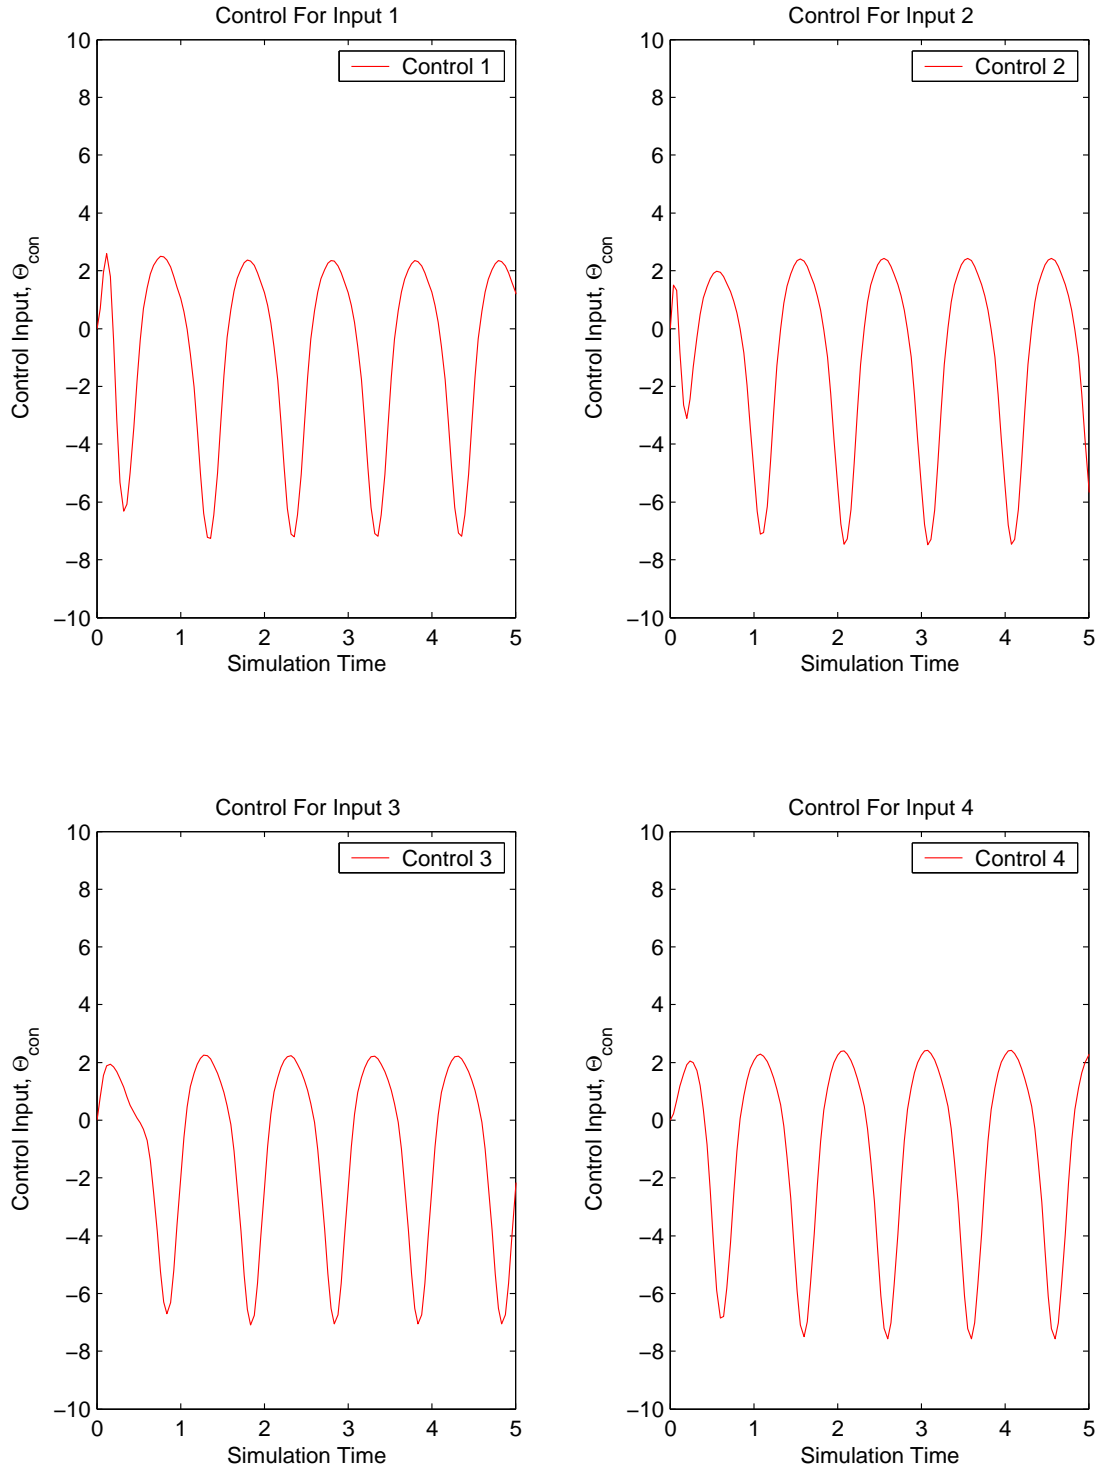 Control For Input 1
Control 1
10
8
6
4
2
0
−2
−4
−6
−8
−10
Control Input, Θcon
0 1 2 3 4 5
Simulation Time
Control For Input 2
Control 2
10
8
6
4
2
0
−2
−4
−6
−8
−10
Control Input, Θcon
0 1 2 3 4 5
Simulation Time
Control For Input 3
Control 3
10
8
6
4
2
0
−2
−4
−6
−8
−10
Control Input, Θcon
0 1 2 3 4 5
Simulation Time
Control For Input 4
Control 4
10
8
6
4
2
0
−2
−4
−6
−8
−10
Control Input, Θcon
0 1 2 3 4 5
Simulation Time